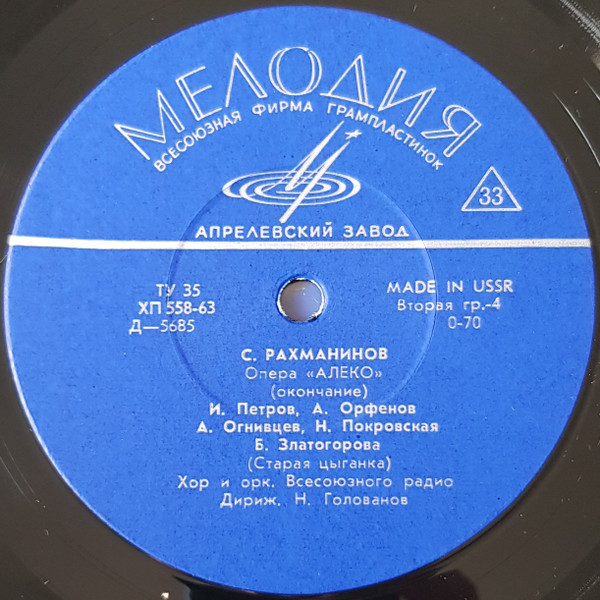 МЕЛОДИЯ
ВСЕСОЮЗНАЯ ФИРМА ГРАМПЛАСТИНОК
33
АПРЕЛЕВСКИЙ ЗАВОД
ТУ 35
ХП 558-63
Д—5685
MADE IN USSR
Вторая гр.-4
0-70
С. РАХМАНИНОВ
Опера «АЛЕКО»
(окончание)
И. Петров, А. Орфенов
А. Огнивцев, Н. Покровская
Б. Златогорова
(Старая цыганка)
Хор и орк. Всесоюзного радио
Дириж. Н. Голованов